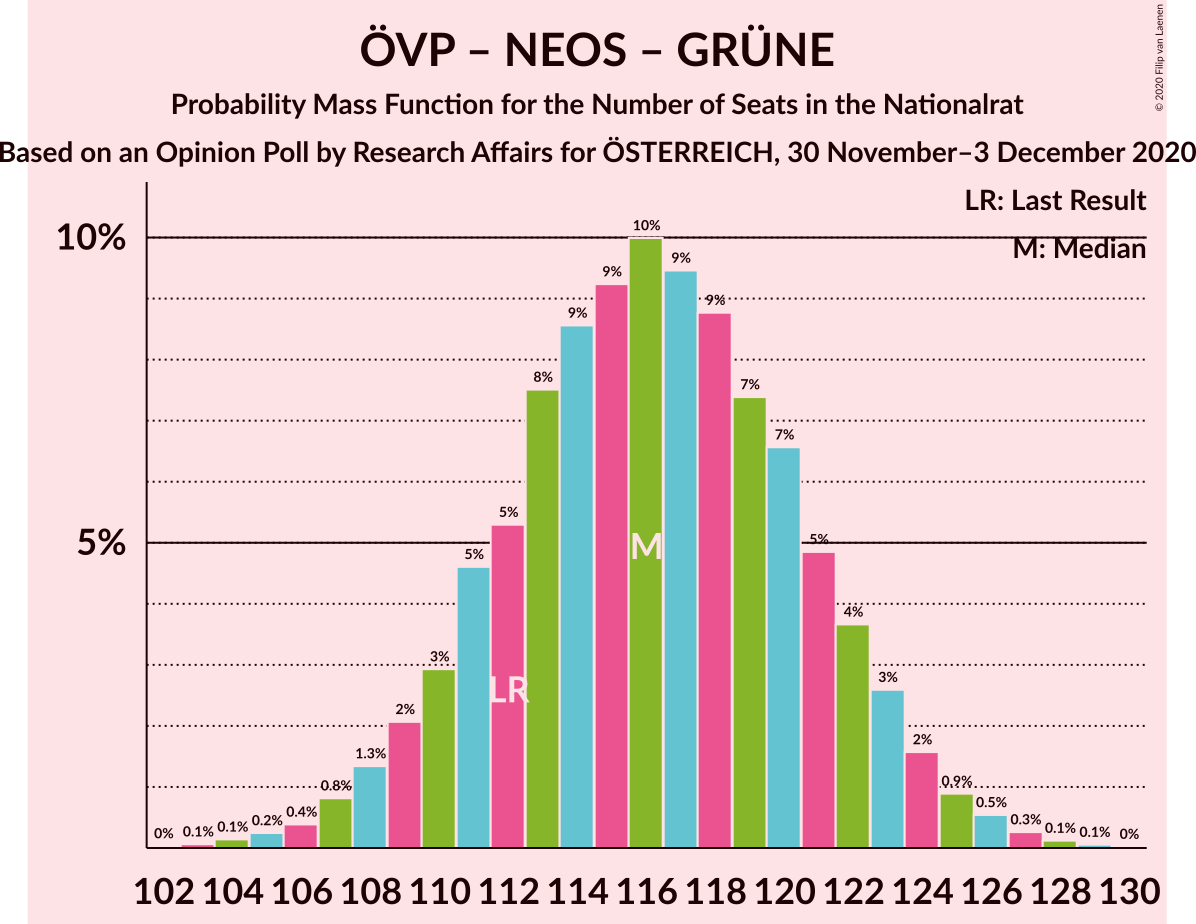 ÖVP – NEOS – GRÜNE
Probability Mass Function for the Number of Seats in the Nationalrat
Based on an Opinion Poll by Research Affairs for ÖSTERREICH, 30 November–3 December 2020
© 2020 Filip van Laenen
LR: Last Result
M: Median
10%
5%
0% 0.1% 0.1% 0.2% 0.4% 0.8% 1.3% 2% 3% 5% 5% 8% 9% 9% 10% 9% 9% 7% 7% 5% 4% 3% 2% 0.9% 0.5% 0.3% 0.1% 0.1% 0%
M
LR
102 104 106 108 110 112 114 116 118 120 122 124 126 128 130